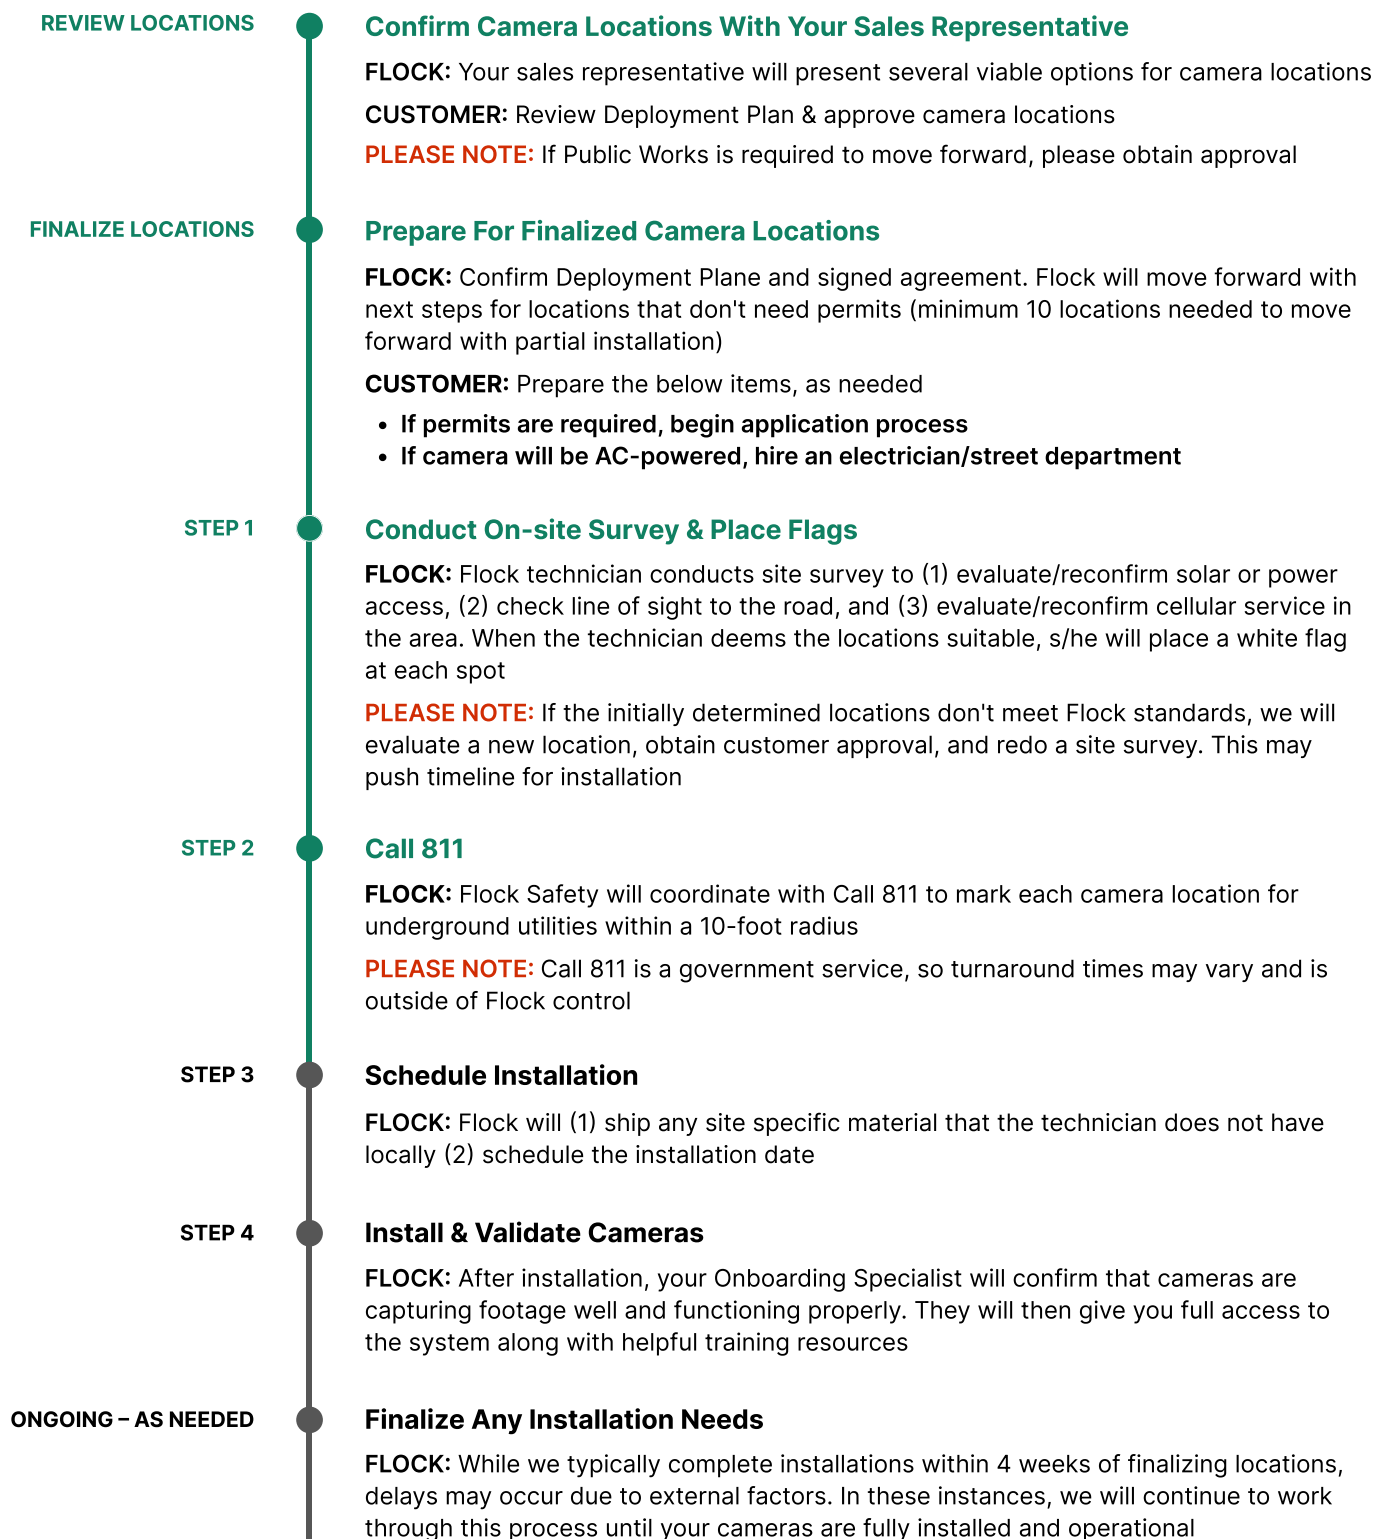 REVIEW LOCATIONS
Confirm Camera Locations With Your Sales Representative
FLOCK: Your sales representative will present several viable options for camera locations
CUSTOMER: Review Deployment Plan & approve camera locations
PLEASE NOTE: If Public Works is required to move forward, please obtain approval
FINALIZE LOCATIONS
Prepare For Finalized Camera Locations
FLOCK: Confirm Deployment Plane and signed agreement. Flock will move forward with
next steps for locations that don't need permits (minimum 10 locations needed to move
forward with partial installation)
CUSTOMER: Prepare the below items, as needed
• If permits are required, begin application process
• If camera will be AC-powered, hire an electrician/street department
STEP 1
Conduct On-site Survey & Place Flags
FLOCK: Flock technician conducts site survey to (1) evaluate/reconfirm solar or power
access, (2) check line of sight to the road, and (3) evaluate/reconfirm cellular service in
the area. When the technician deems the locations suitable, s/he will place a white flag
at each spot
PLEASE NOTE: If the initially determined locations don't meet Flock standards, we will
evaluate a new location, obtain customer approval, and redo a site survey. This may
push timeline for installation
STEP 2
Call 811
FLOCK: Flock Safety will coordinate with Call 811 to mark each camera location for
underground utilities within a 10-foot radius
PLEASE NOTE: Call 811 is a government service, so turnaround times may vary and is
outside of Flock control
STEP 3
Schedule Installation
FLOCK: Flock will (1) ship any site specific material that the technician does not have
locally (2) schedule the installation date
STEP 4
Install & Validate Cameras
FLOCK: After installation, your Onboarding Specialist will confirm that cameras are
capturing footage well and functioning properly. They will then give you full access to
the system along with helpful training resources
ONGOING – AS NEEDED
Finalize Any Installation Needs
FLOCK: While we typically complete installations within 4 weeks of finalizing locations,
delays may occur due to external factors. In these instances, we will continue to work
through this process until your cameras are fully installed and operational